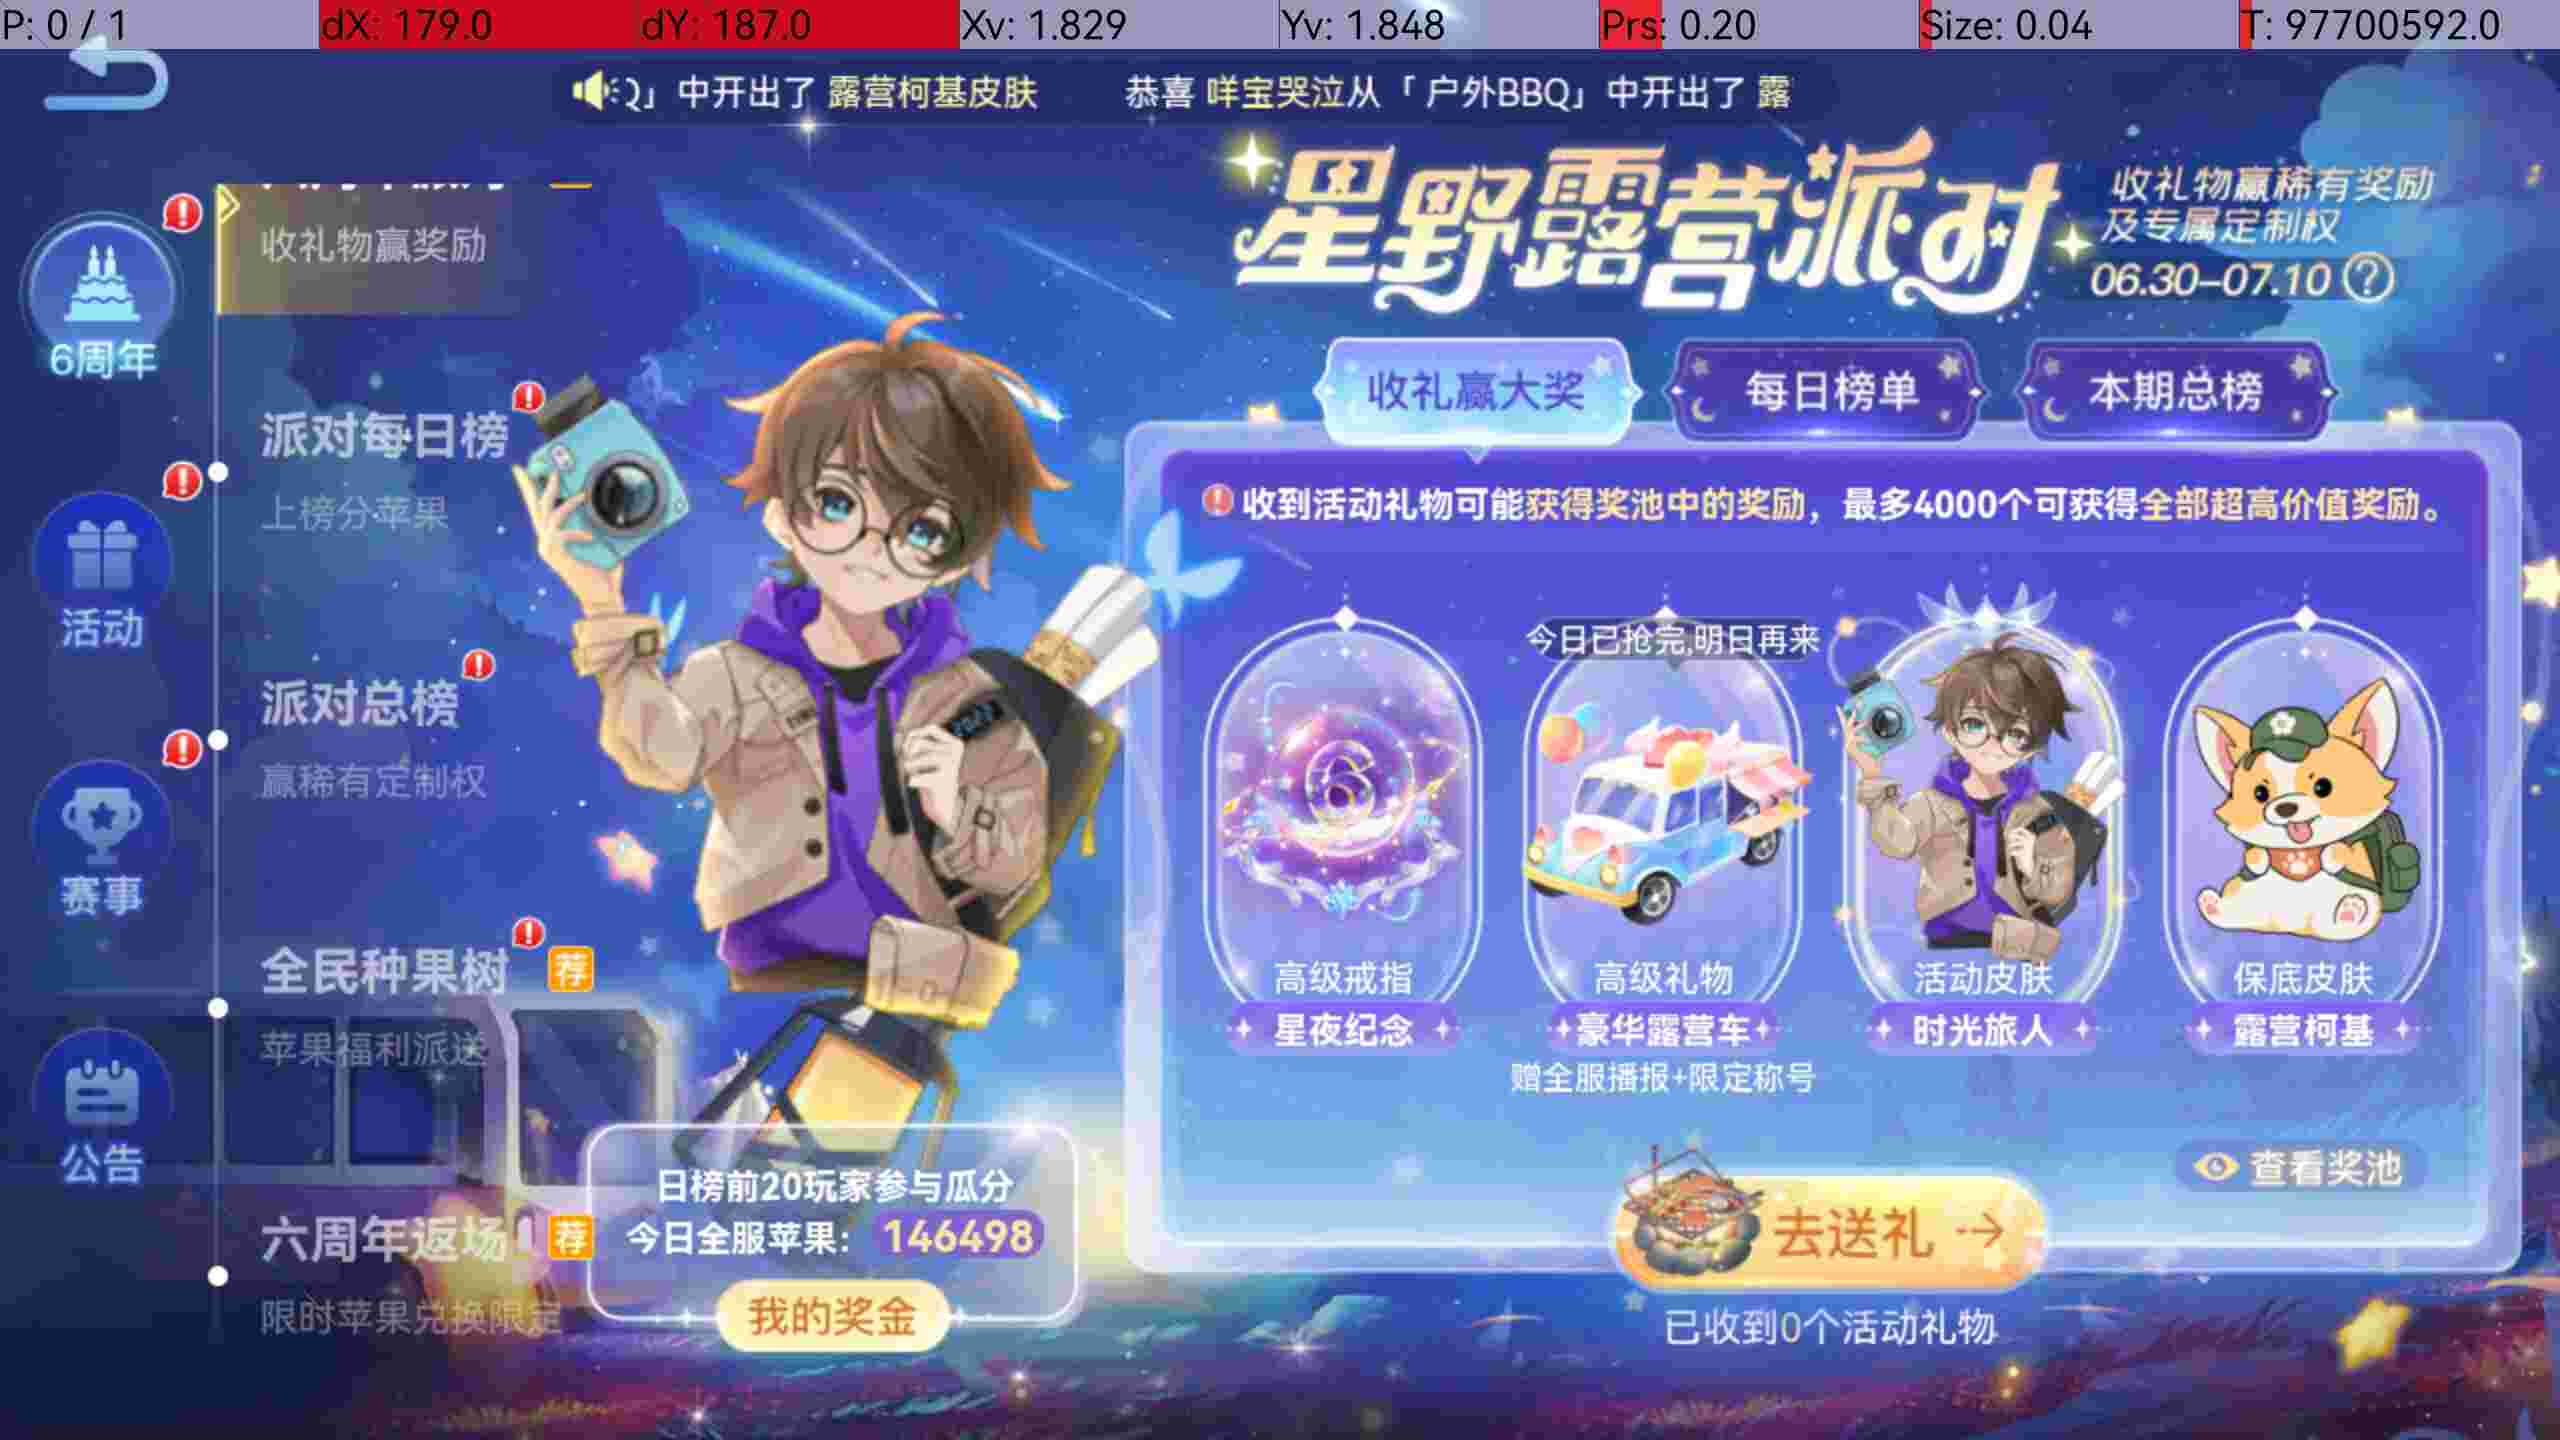 P: 0 / 1
dX: 179.0
dY: 187.0
Xv: 1.829
Yv: 1.848
Prs: 0.20
Size: 0.04
T: 97700592.0
」中开出了 露营柯基皮肤
恭喜 咩宝哭泣从「 户外BBQ」中开出了 露
星野露营派对
收礼物赢稀有奖励
及专属定制权
06.30-07.10
?
6周年
活动
赛事
公告
收礼物赢奖励
派对每日榜
上榜分苹果
派对总榜
赢稀有定制权
全民种果树
荐
苹果福利派送
六周年返场
荐
限时苹果兑换限定
日榜前20玩家参与瓜分
今日全服苹果: 146498
我的奖金
收礼赢大奖
每日榜单
本期总榜
收到活动礼物可能获得奖池中的奖励，最多4000个可获得全部超高价值奖励。
6
高级戒指
星夜纪念
今日已抢完,明日再来
高级礼物
豪华露营车
赠全服播报+限定称号
活动皮肤
时光旅人
保底皮肤
露营柯基
查看奖池
去送礼
已收到0个活动礼物